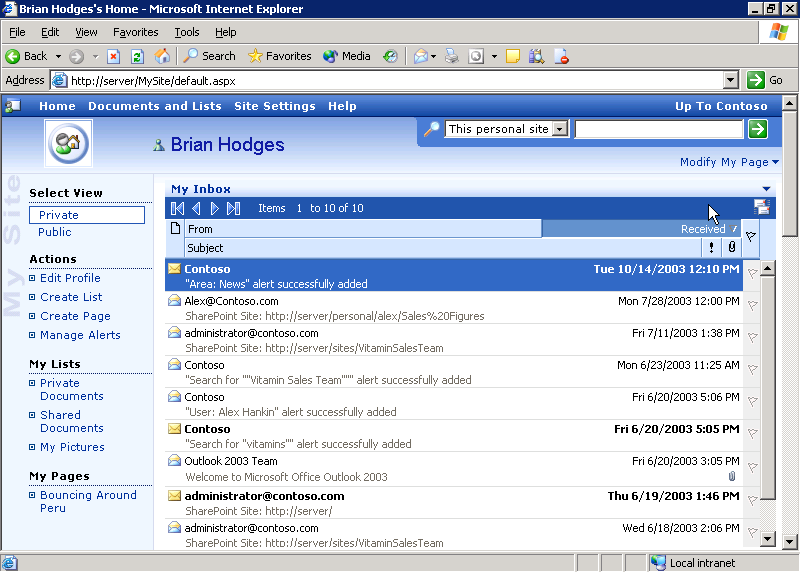 Brian Hodges's Home - Microsoft Internet Explorer
File Edit View Favorites Tools Help
Back Search Favorites Media
Address http://server/MySite/default.aspx Go
Home Documents and Lists Site Settings Help Up To Contoso
Brian Hodges This personal site
Modify My Page
My Site
Select View
Private
Public
Actions
Edit Profile
Create List
Create Page
Manage Alerts
My Lists
Private
Documents
Shared
Documents
My Pictures
My Pages
Bouncing Around
Peru
My Inbox
Items 1 to 10 of 10
From Received
Subject
Contoso Tue 10/14/2003 12:10 PM
"Area: News" alert successfully added
Alex@Contoso.com Mon 7/28/2003 12:00 PM
SharePoint Site: http://server/personal/alex/Sales%20Figures
administrator@contoso.com Fri 7/11/2003 1:38 PM
SharePoint Site: http://server/sites/VitaminSalesTeam
Contoso Mon 6/23/2003 11:25 AM
"Search for ""Vitamin Sales Team""" alert successfully added
Contoso Fri 6/20/2003 5:06 PM
"User: Alex Hankin" alert successfully added
Contoso Fri 6/20/2003 5:05 PM
"Search for "vitamins"" alert successfully added
Outlook 2003 Team Fri 6/20/2003 3:05 PM
Welcome to Microsoft Office Outlook 2003
administrator@contoso.com Thu 6/19/2003 1:46 PM
SharePoint Site: http://server/
administrator@contoso.com Wed 6/18/2003 2:06 PM
SharePoint Site: http://server/sites/VitaminSalesTeam
Local intranet